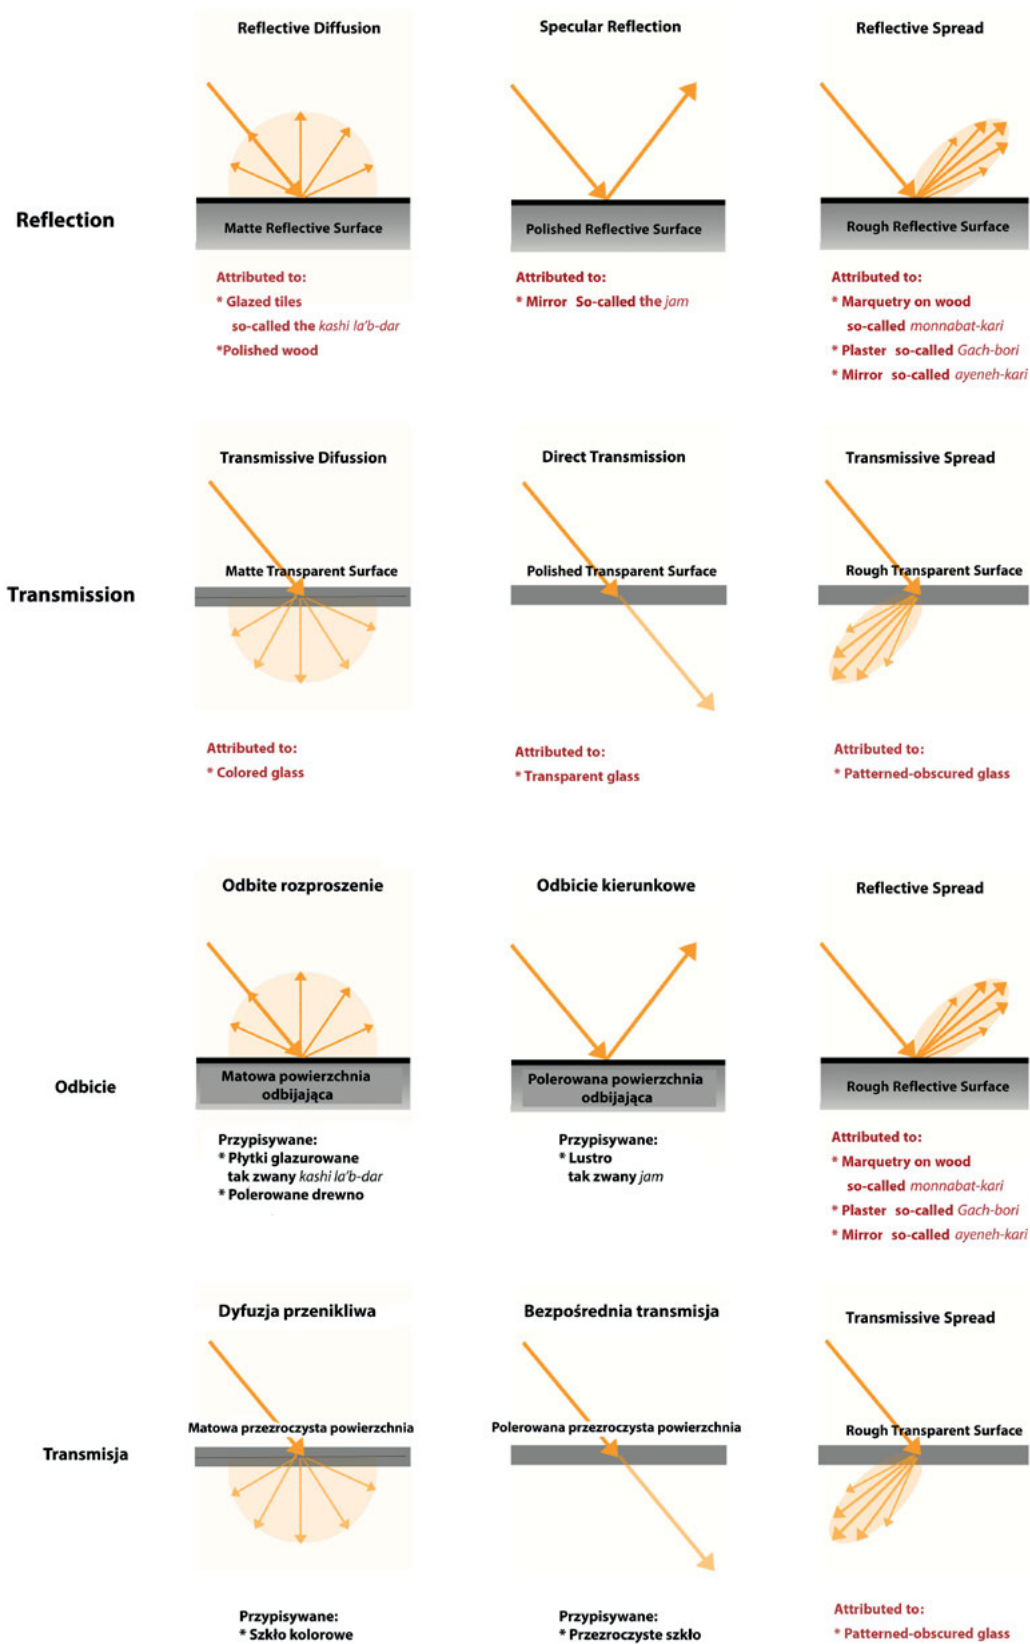 Reflective Diffusion
Specular Reflection
Reflective Spread
Reflection
Matte Reflective Surface
Polished Reflective Surface
Rough Reflective Surface
Attributed to:
* Glazed tiles
so-called the kashi la'b-dar
*Polished wood
Attributed to:
* Mirror So-called the jam
Attributed to:
* Marquetry on wood
so-called monnabat-kari
* Plaster so-called Gach-bori
* Mirror so-called ayeneh-kari
Transmissive Difussion
Direct Transmission
Transmissive Spread
Transmission
Matte Transparent Surface
Polished Transparent Surface
Rough Transparent Surface
Attributed to:
* Colored glass
Attributed to:
* Transparent glass
Attributed to:
* Patterned-obscured glass
Odbite rozproszenie
Odbicie kierunkowe
Reflective Spread
Odbicie
Matowa powierzchnia
odbijająca
Polerowana powierzchnia
odbijająca
Rough Reflective Surface
Przypisywane:
* Płytki glazurowane
tak zwany kashi la'b-dar
* Polerowane drewno
Przypisywane:
* Lustro
tak zwany jam
Attributed to:
* Marquetry on wood
so-called monnabat-kari
* Plaster so-called Gach-bori
* Mirror so-called ayeneh-kari
Dyfuzja przenikliwa
Bezpośrednia transmisja
Transmissive Spread
Transmisja
Matowa przezroczysta powierzchnia
Polerowana przezroczysta powierzchnia
Rough Transparent Surface
Przypisywane:
* Szkło kolorowe
Przypisywane:
* Przezroczyste szkło
Attributed to:
* Patterned-obscured glass